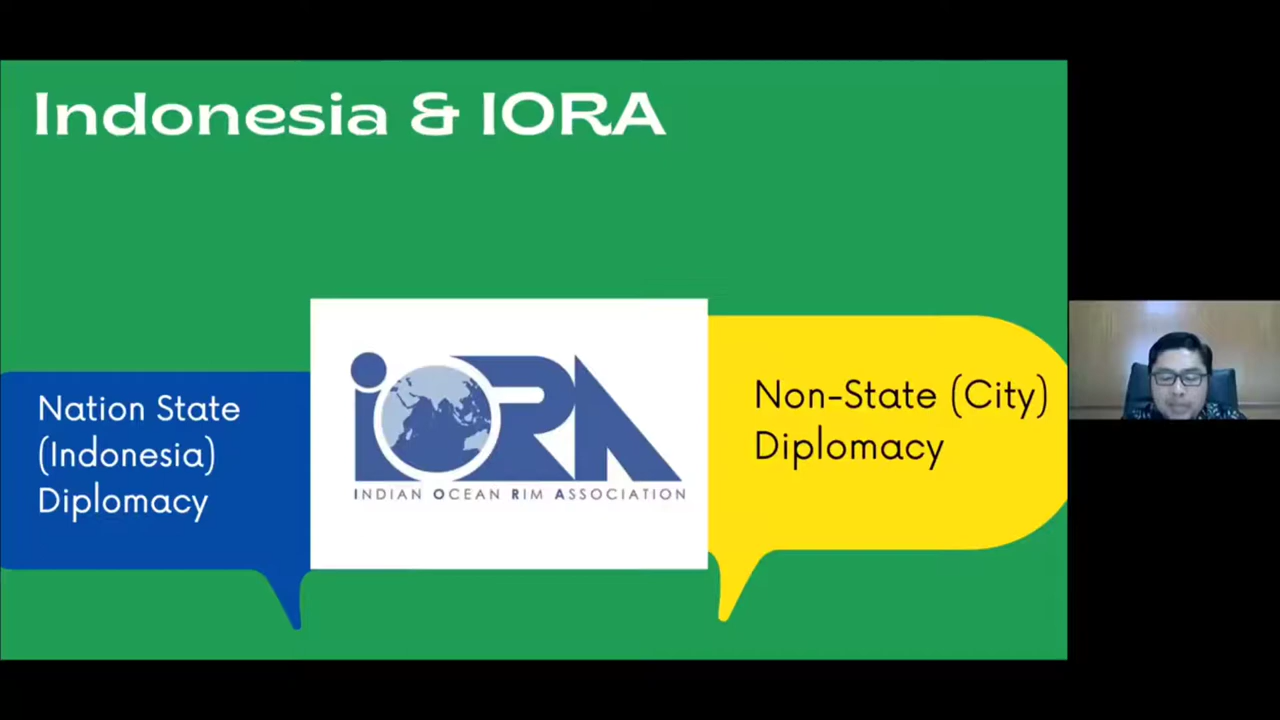 Indonesia & IORA
Nation State
(Indonesia)
Diplomacy
iORA
INDIAN OCEAN RIM ASSOCIATION
Non-State (City)
Diplomacy